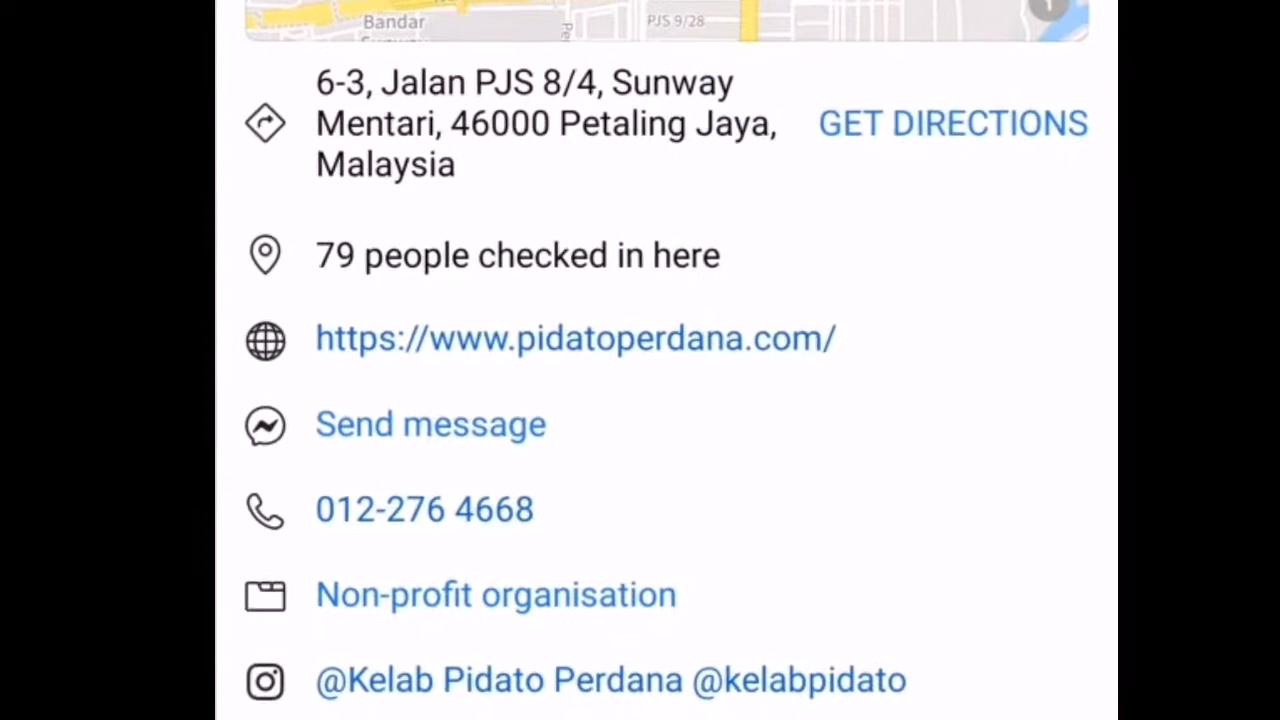 Bandar
PJS 9/28
6-3, Jalan PJS 8/4, Sunway
Mentari, 46000 Petaling Jaya,
Malaysia
GET DIRECTIONS
79 people checked in here
https://www.pidatoperdana.com/
Send message
012-276 4668
Non-profit organisation
@Kelab Pidato Perdana @kelabpidato